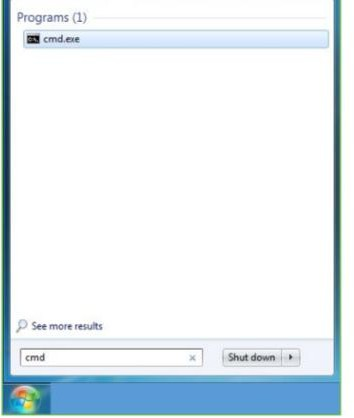 Programs (1)
cmd.exe
See more results
cmd
Shut down